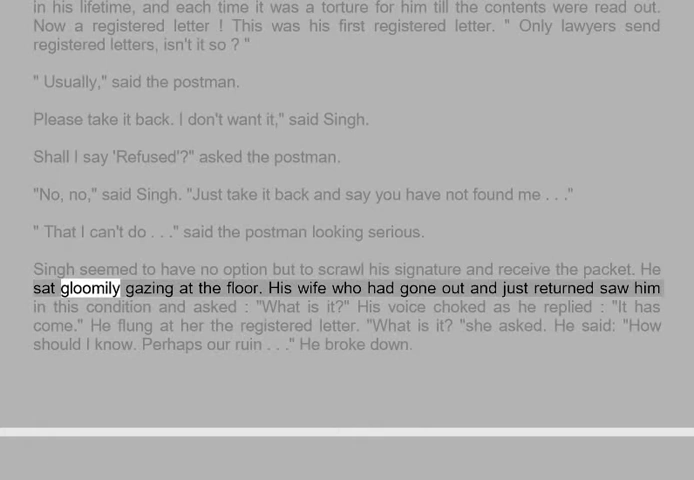 in his lifetime, and each time it was a torture for him till the contents were read out.
Now a registered letter ! This was his first registered letter. " Only lawyers send
registered letters, isn't it so ? "
" Usually," said the postman.
Please take it back. I don't want it," said Singh.
Shall I say 'Refused'?" asked the postman.
"No, no," said Singh. "Just take it back and say you have not found me . . ."
" That I can't do . . ." said the postman looking serious.
Singh seemed to have no option but to scrawl his signature and receive the packet. He
sat gloomily gazing at the floor. His wife who had gone out and just returned saw him
in this condition and asked : "What is it?" His voice choked as he replied : "It has
come." He flung at her the registered letter. "What is it? "she asked. He said: "How
should I know. Perhaps our ruin . . ." He broke down.